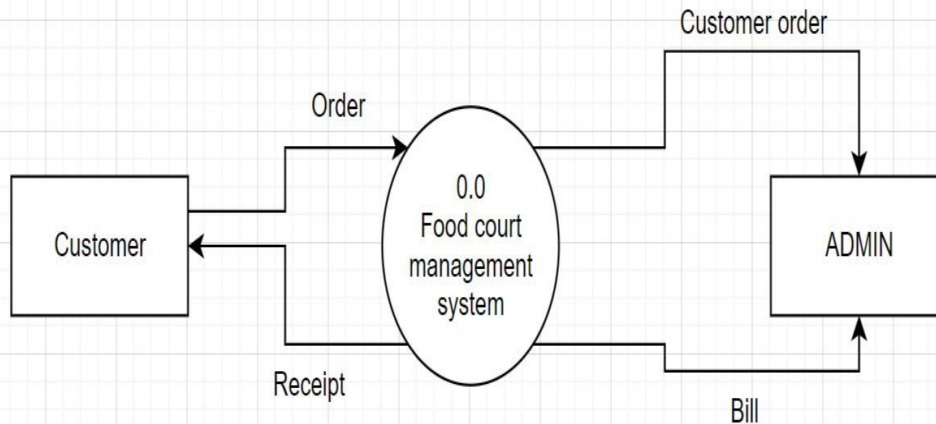 Customer order
Order
0.0
Food court
management
system
Customer
ADMIN
Receipt
Bill